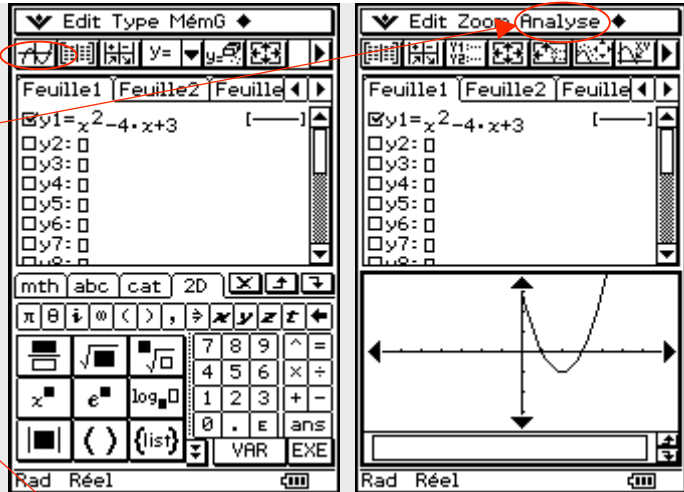 Edit Type MémG ◆
y=
Feuille1 Feuille2 Feuille
y1=x²-4·x+3 [—]
y2:
y3:
y4:
y5:
y6:
y7:
mth abc cat 2D
π θ i ∞ ( ) , x y z t
7 8 9 ^ =
4 5 6 × ÷
x■ e■ log■□ 1 2 3 + -
0 . E ans
|■| ( ) {list} VAR EXE
Rad Réel
Edit Zoom Analyse ◆
Feuille1 Feuille2 Feuille
y1=x²-4·x+3 [—]
y2:
y3:
y4:
y5:
y6:
y7:
Rad Réel